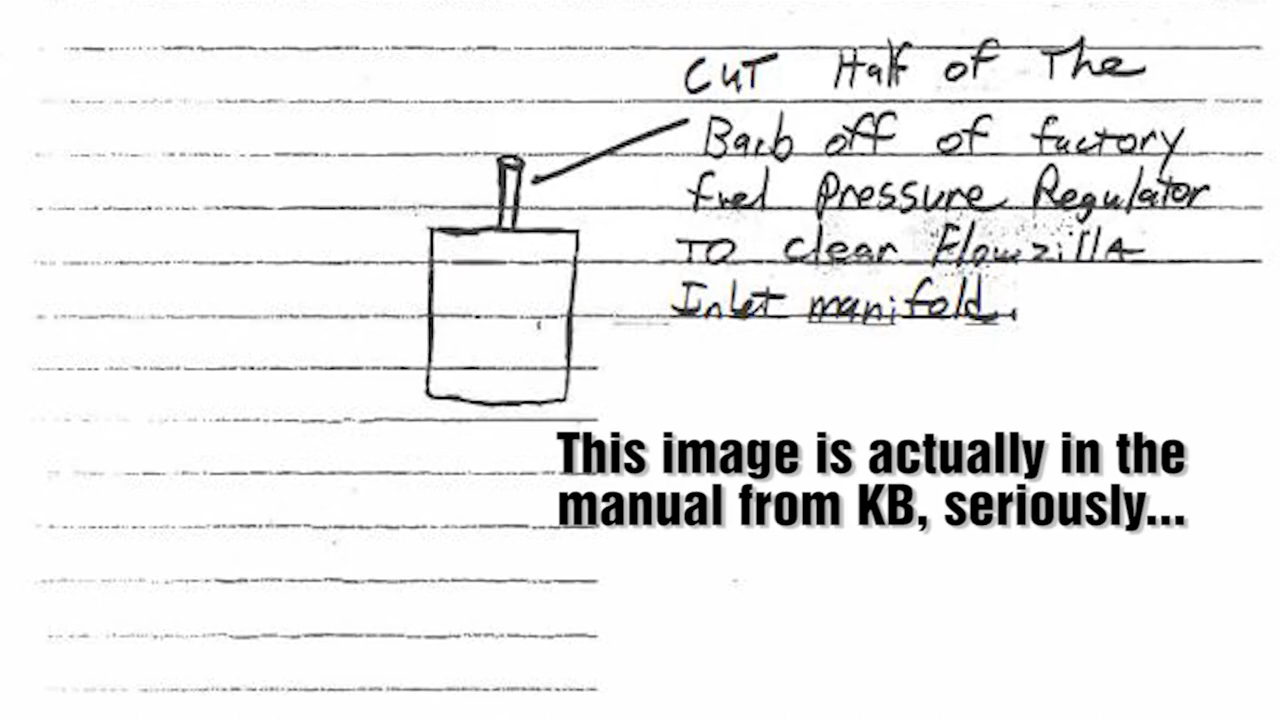 CUT Half of The
Barb off of factory
fuel Pressure Regulator
TO clear FlowzillA
Inlet manifold.
This image is actually in the
manual from KB, seriously...